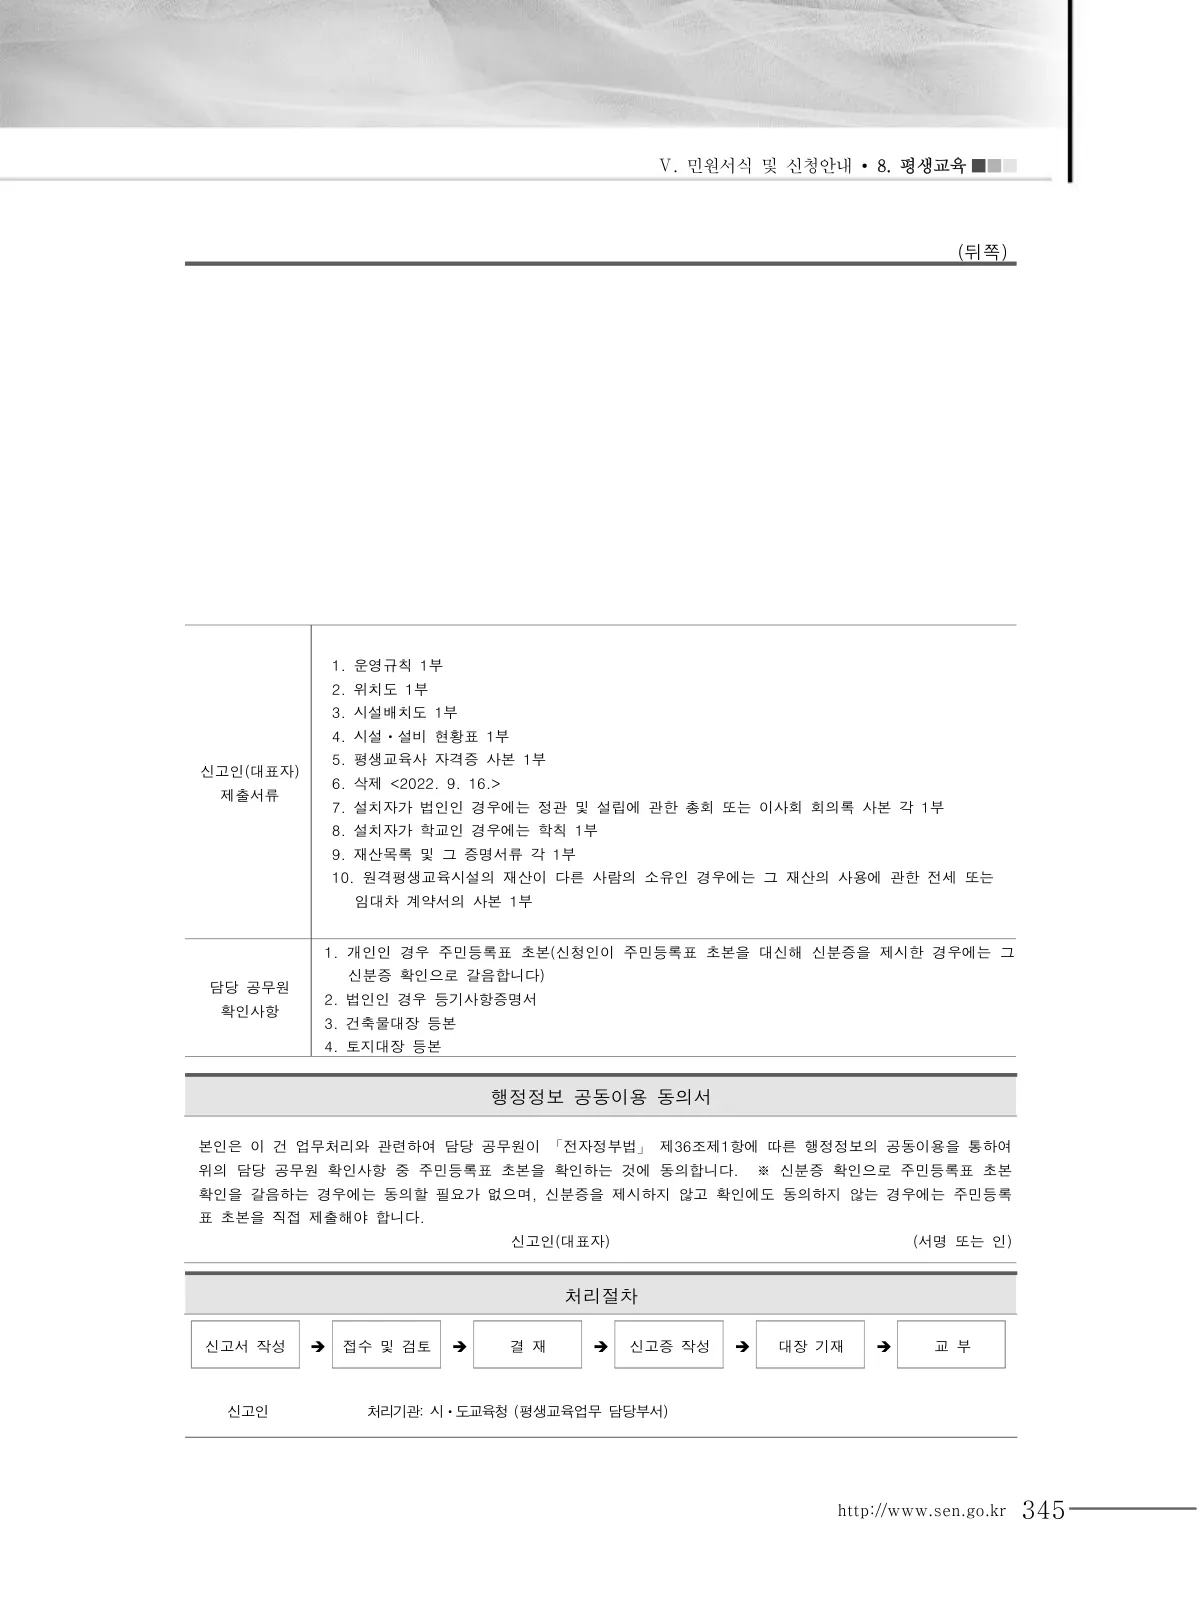 Ⅴ. 민원서식 및 신청안내 • 8. 평생교육
(뒤쪽)
신고인(대표자)
제출서류
1. 운영규칙 1부
2. 위치도 1부
3. 시설배치도 1부
4. 시설ㆍ설비 현황표 1부
5. 평생교육사 자격증 사본 1부
6. 삭제 <2022. 9. 16.>
7. 설치자가 법인인 경우에는 정관 및 설립에 관한 총회 또는 이사회 회의록 사본 각 1부
8. 설치자가 학교인 경우에는 학칙 1부
9. 재산목록 및 그 증명서류 각 1부
10. 원격평생교육시설의 재산이 다른 사람의 소유인 경우에는 그 재산의 사용에 관한 전세 또는
임대차 계약서의 사본 1부
담당 공무원
확인사항
1. 개인인 경우 주민등록표 초본(신청인이 주민등록표 초본을 대신해 신분증을 제시한 경우에는 그
신분증 확인으로 갈음합니다)
2. 법인인 경우 등기사항증명서
3. 건축물대장 등본
4. 토지대장 등본
행정정보 공동이용 동의서
본인은 이 건 업무처리와 관련하여 담당 공무원이 「전자정부법」 제36조제1항에 따른 행정정보의 공동이용을 통하여
위의 담당 공무원 확인사항 중 주민등록표 초본을 확인하는 것에 동의합니다. ※ 신분증 확인으로 주민등록표 초본
확인을 갈음하는 경우에는 동의할 필요가 없으며, 신분증을 제시하지 않고 확인에도 동의하지 않는 경우에는 주민등록
표 초본을 직접 제출해야 합니다.
신고인(대표자) (서명 또는 인)
처리절차
신고서 작성 ➔ 접수 및 검토 ➔ 결 재 ➔ 신고증 작성 ➔ 대장 기재 ➔ 교 부
신고인 처리기관: 시ㆍ도교육청 (평생교육업무 담당부서)
http://www.sen.go.kr 345